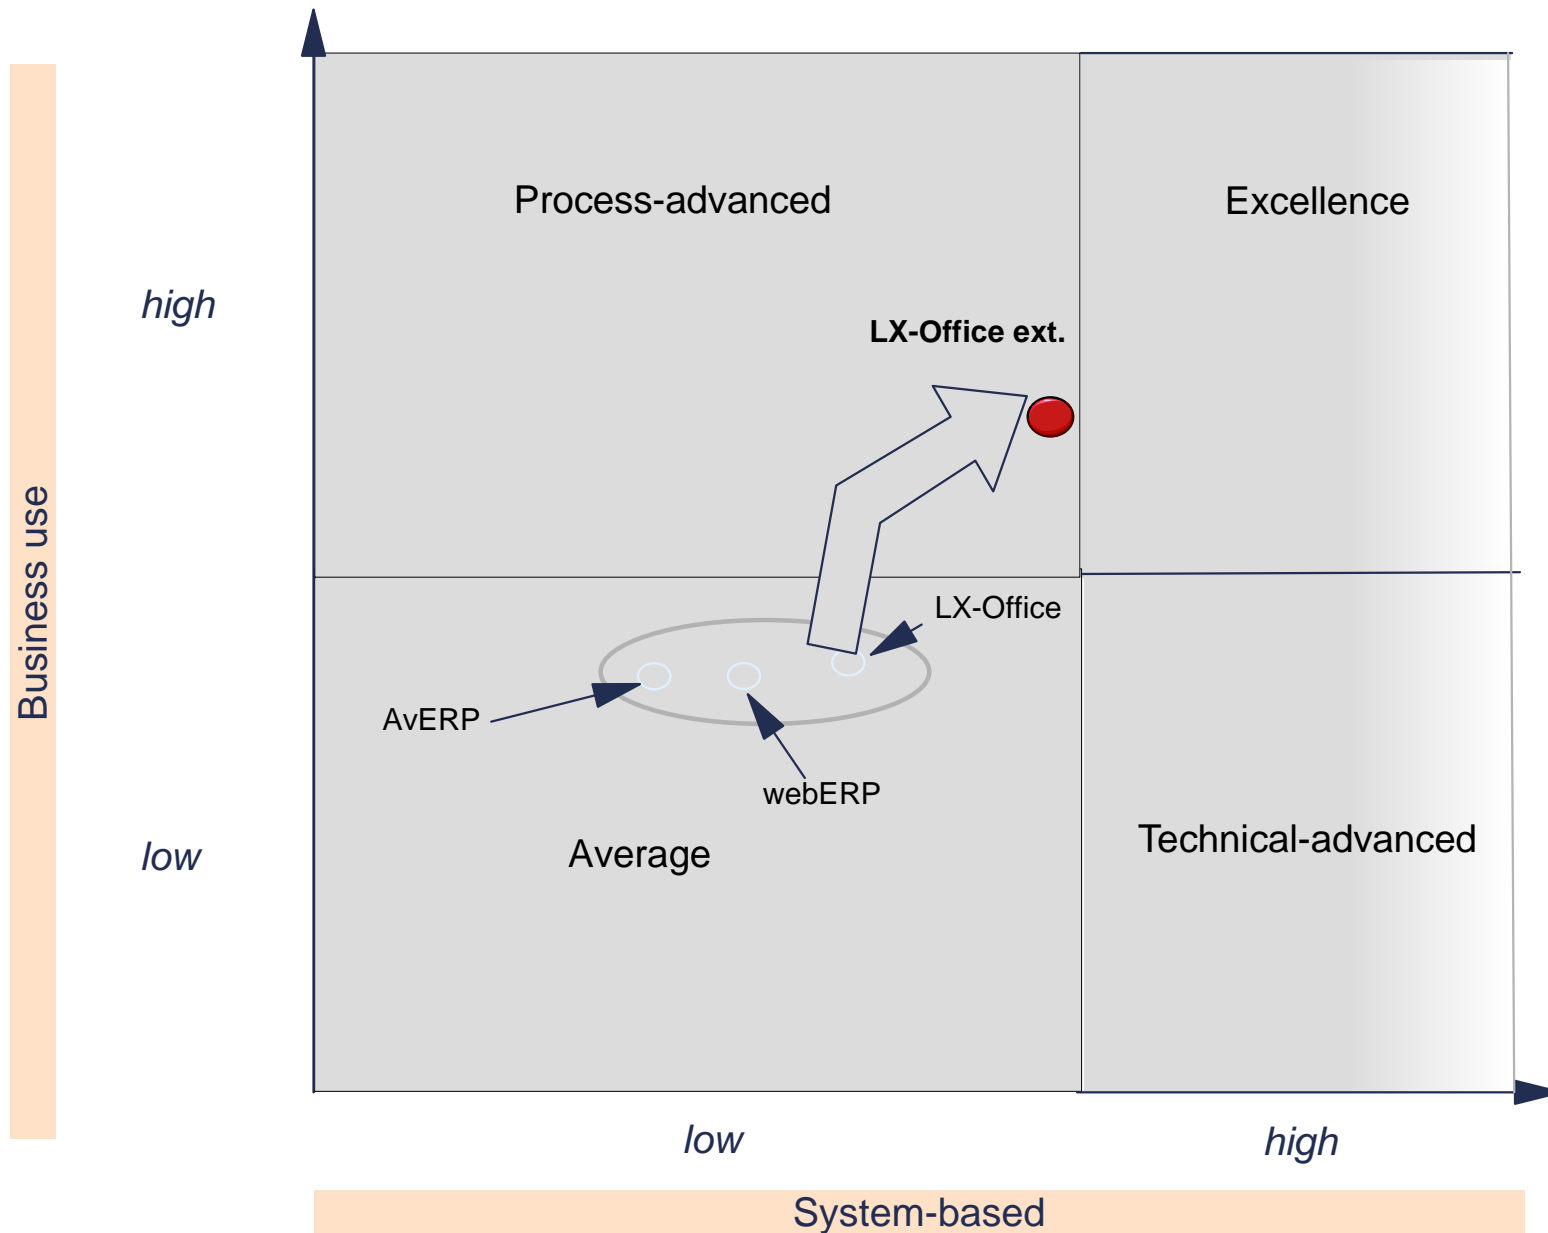 Process-advanced
Excellence
high
LX-Office ext.
Business use
LX-Office
AvERP
webERP
Average
Technical-advanced
low
low
high
System-based